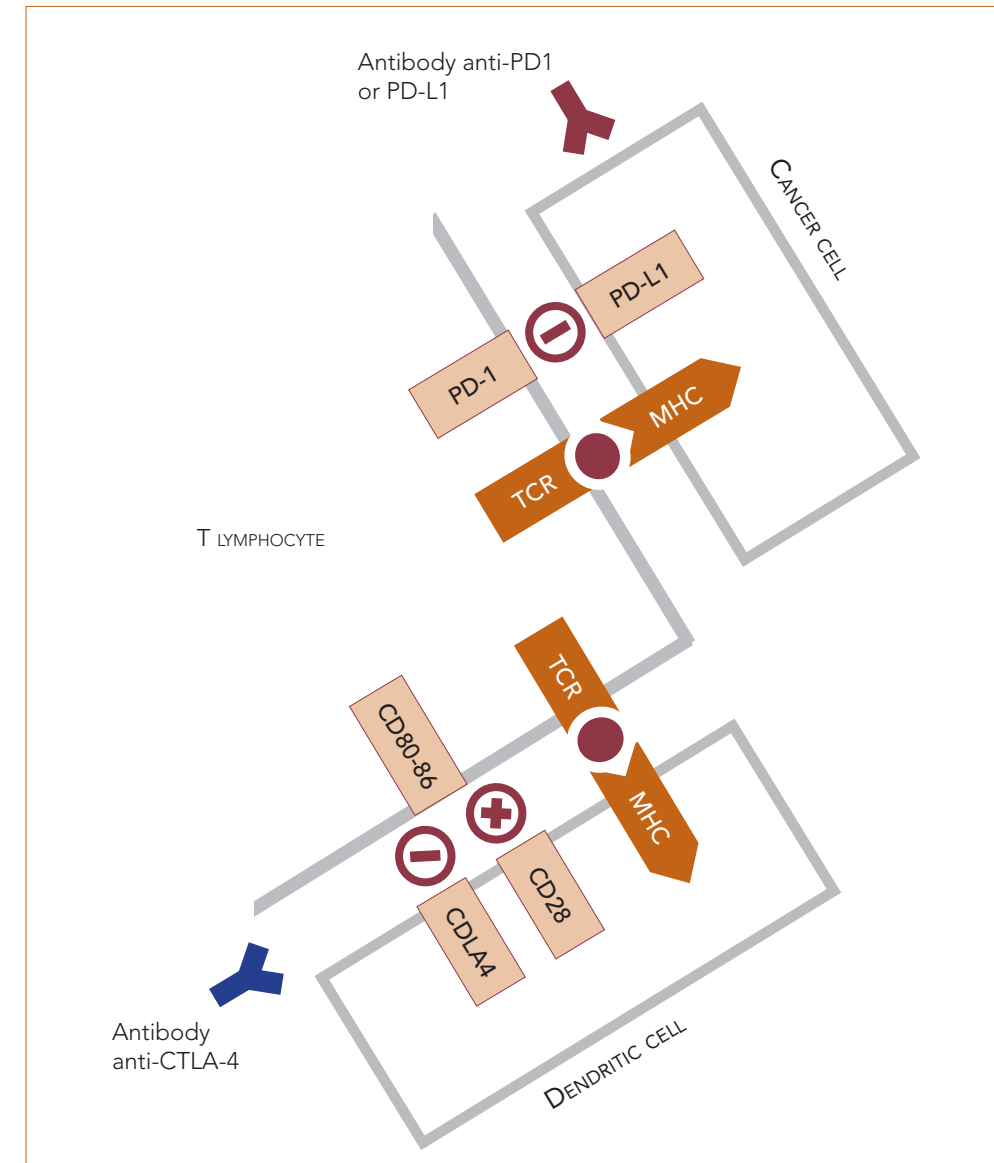 Antibody anti-PD1
or PD-L1
CANCER CELL
PD-L1
PD-1
MHC
TCR
T LYMPHOCYTE
TCR
CD80-86
MHC
CD28
CDLA4
Antibody
anti-CTLA-4
DENDRITIC CELL